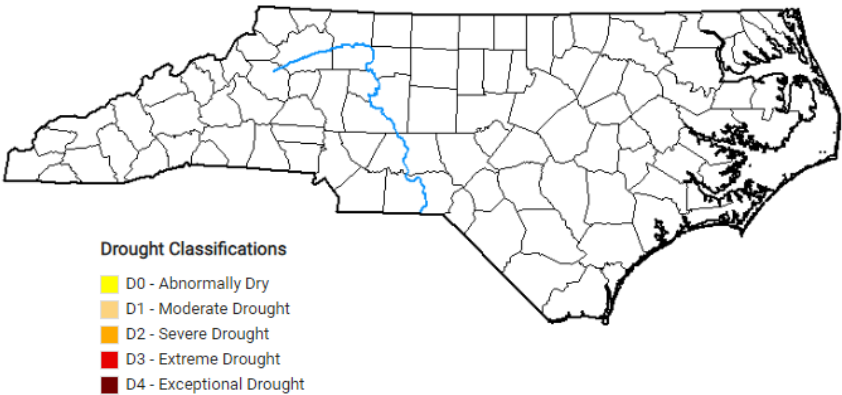 Drought Classifications
D0 - Abnormally Dry
D1 - Moderate Drought
D2 - Severe Drought
D3 - Extreme Drought
D4 - Exceptional Drought